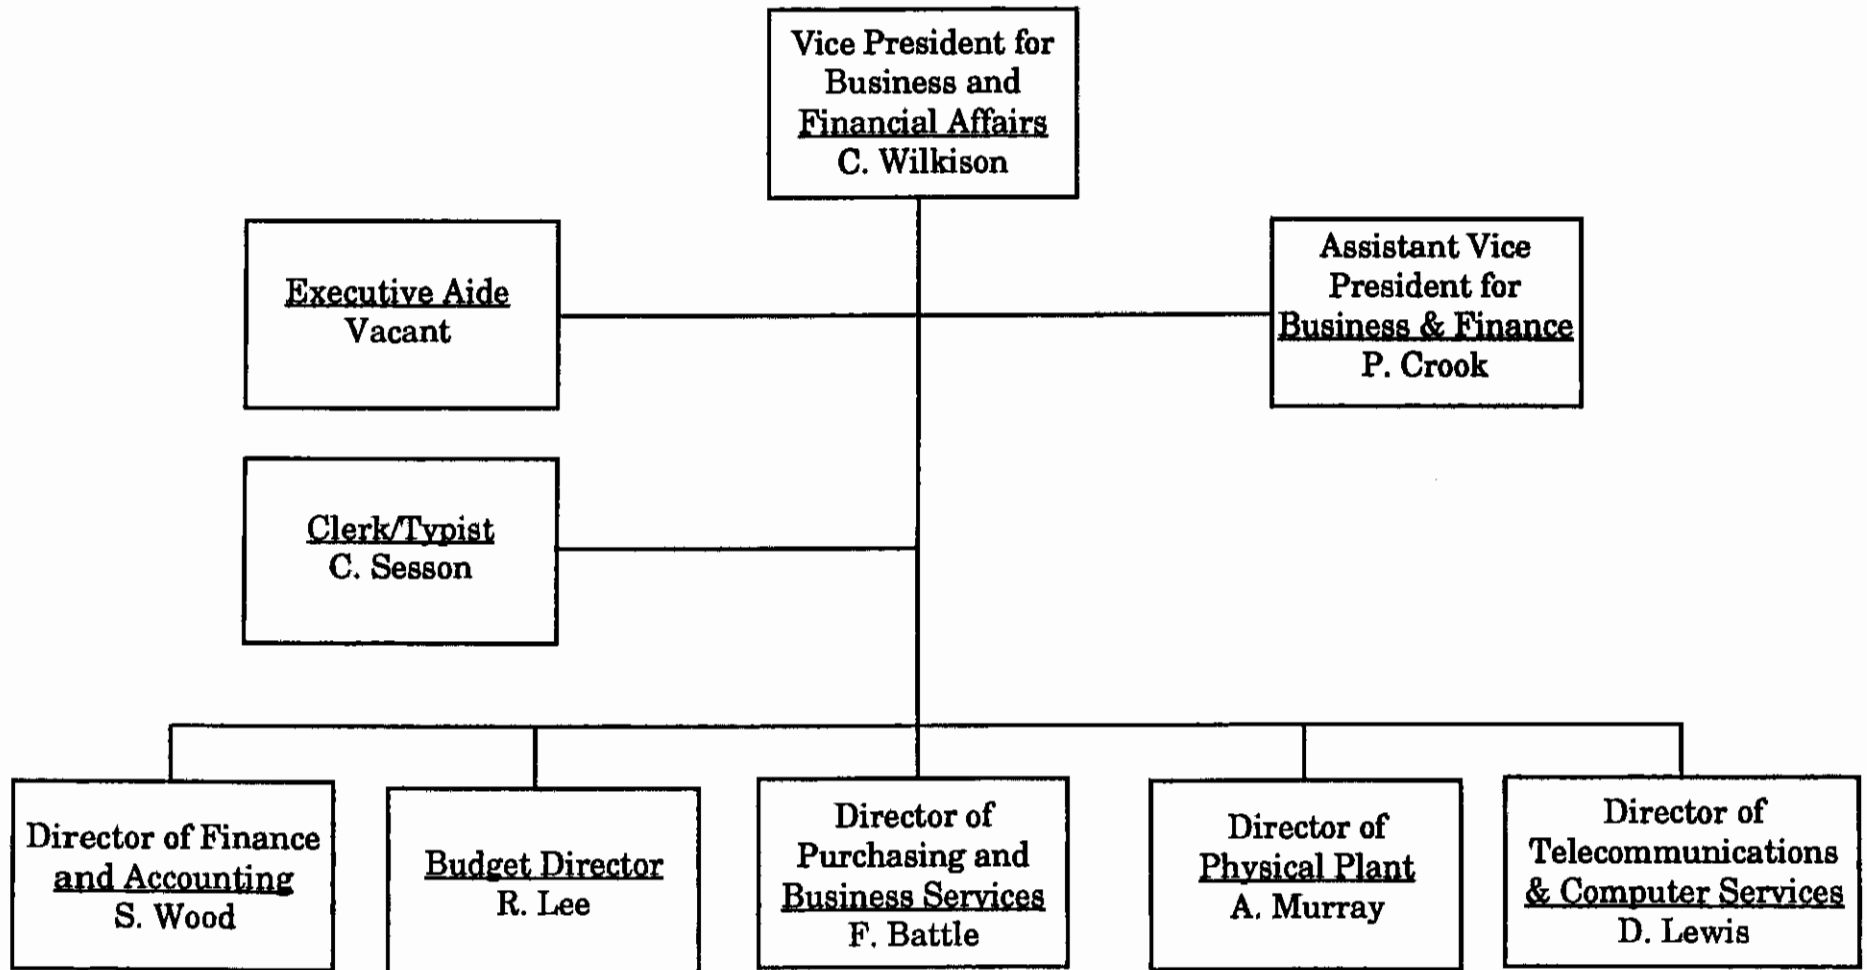 Vice President for
Business and
Financial Affairs
C. Wilkison
Executive Aide
Vacant
Assistant Vice
President for
Business & Finance
P. Crook
Clerk/Typist
C. Sesson
Director of Finance
and Accounting
S. Wood
Budget Director
R. Lee
Director of
Purchasing and
Business Services
F. Battle
Director of
Physical Plant
A. Murray
Director of
Telecommunications
& Computer Services
D. Lewis